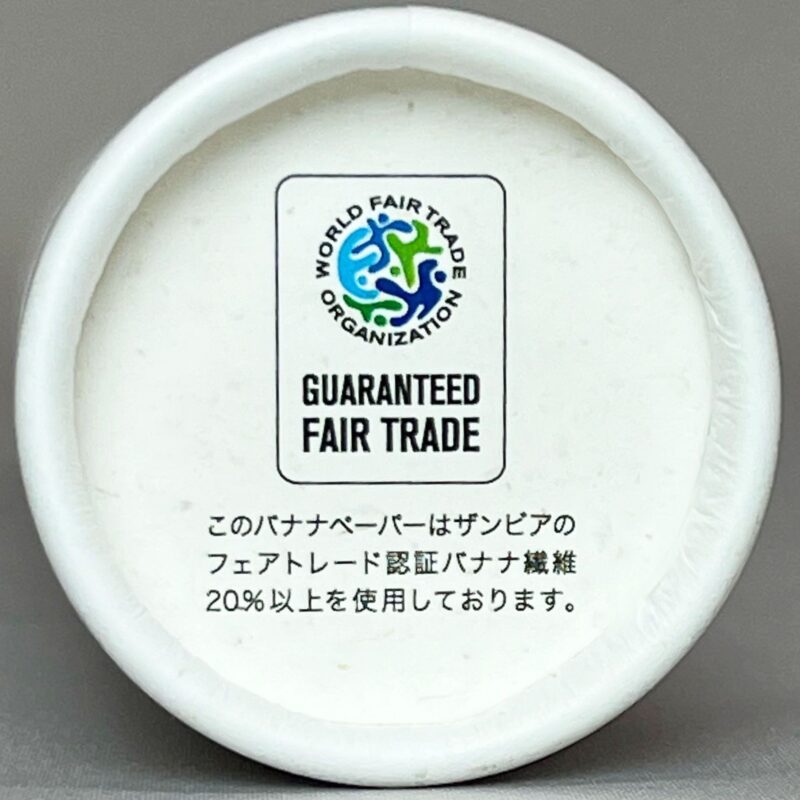 WORLD FAIR TRADE
ORGANIZATION
GUARANTEED
FAIR TRADE
このバナナペーパーはザンビアの
フェアトレード認証バナナ繊維
20%以上を使用しております。